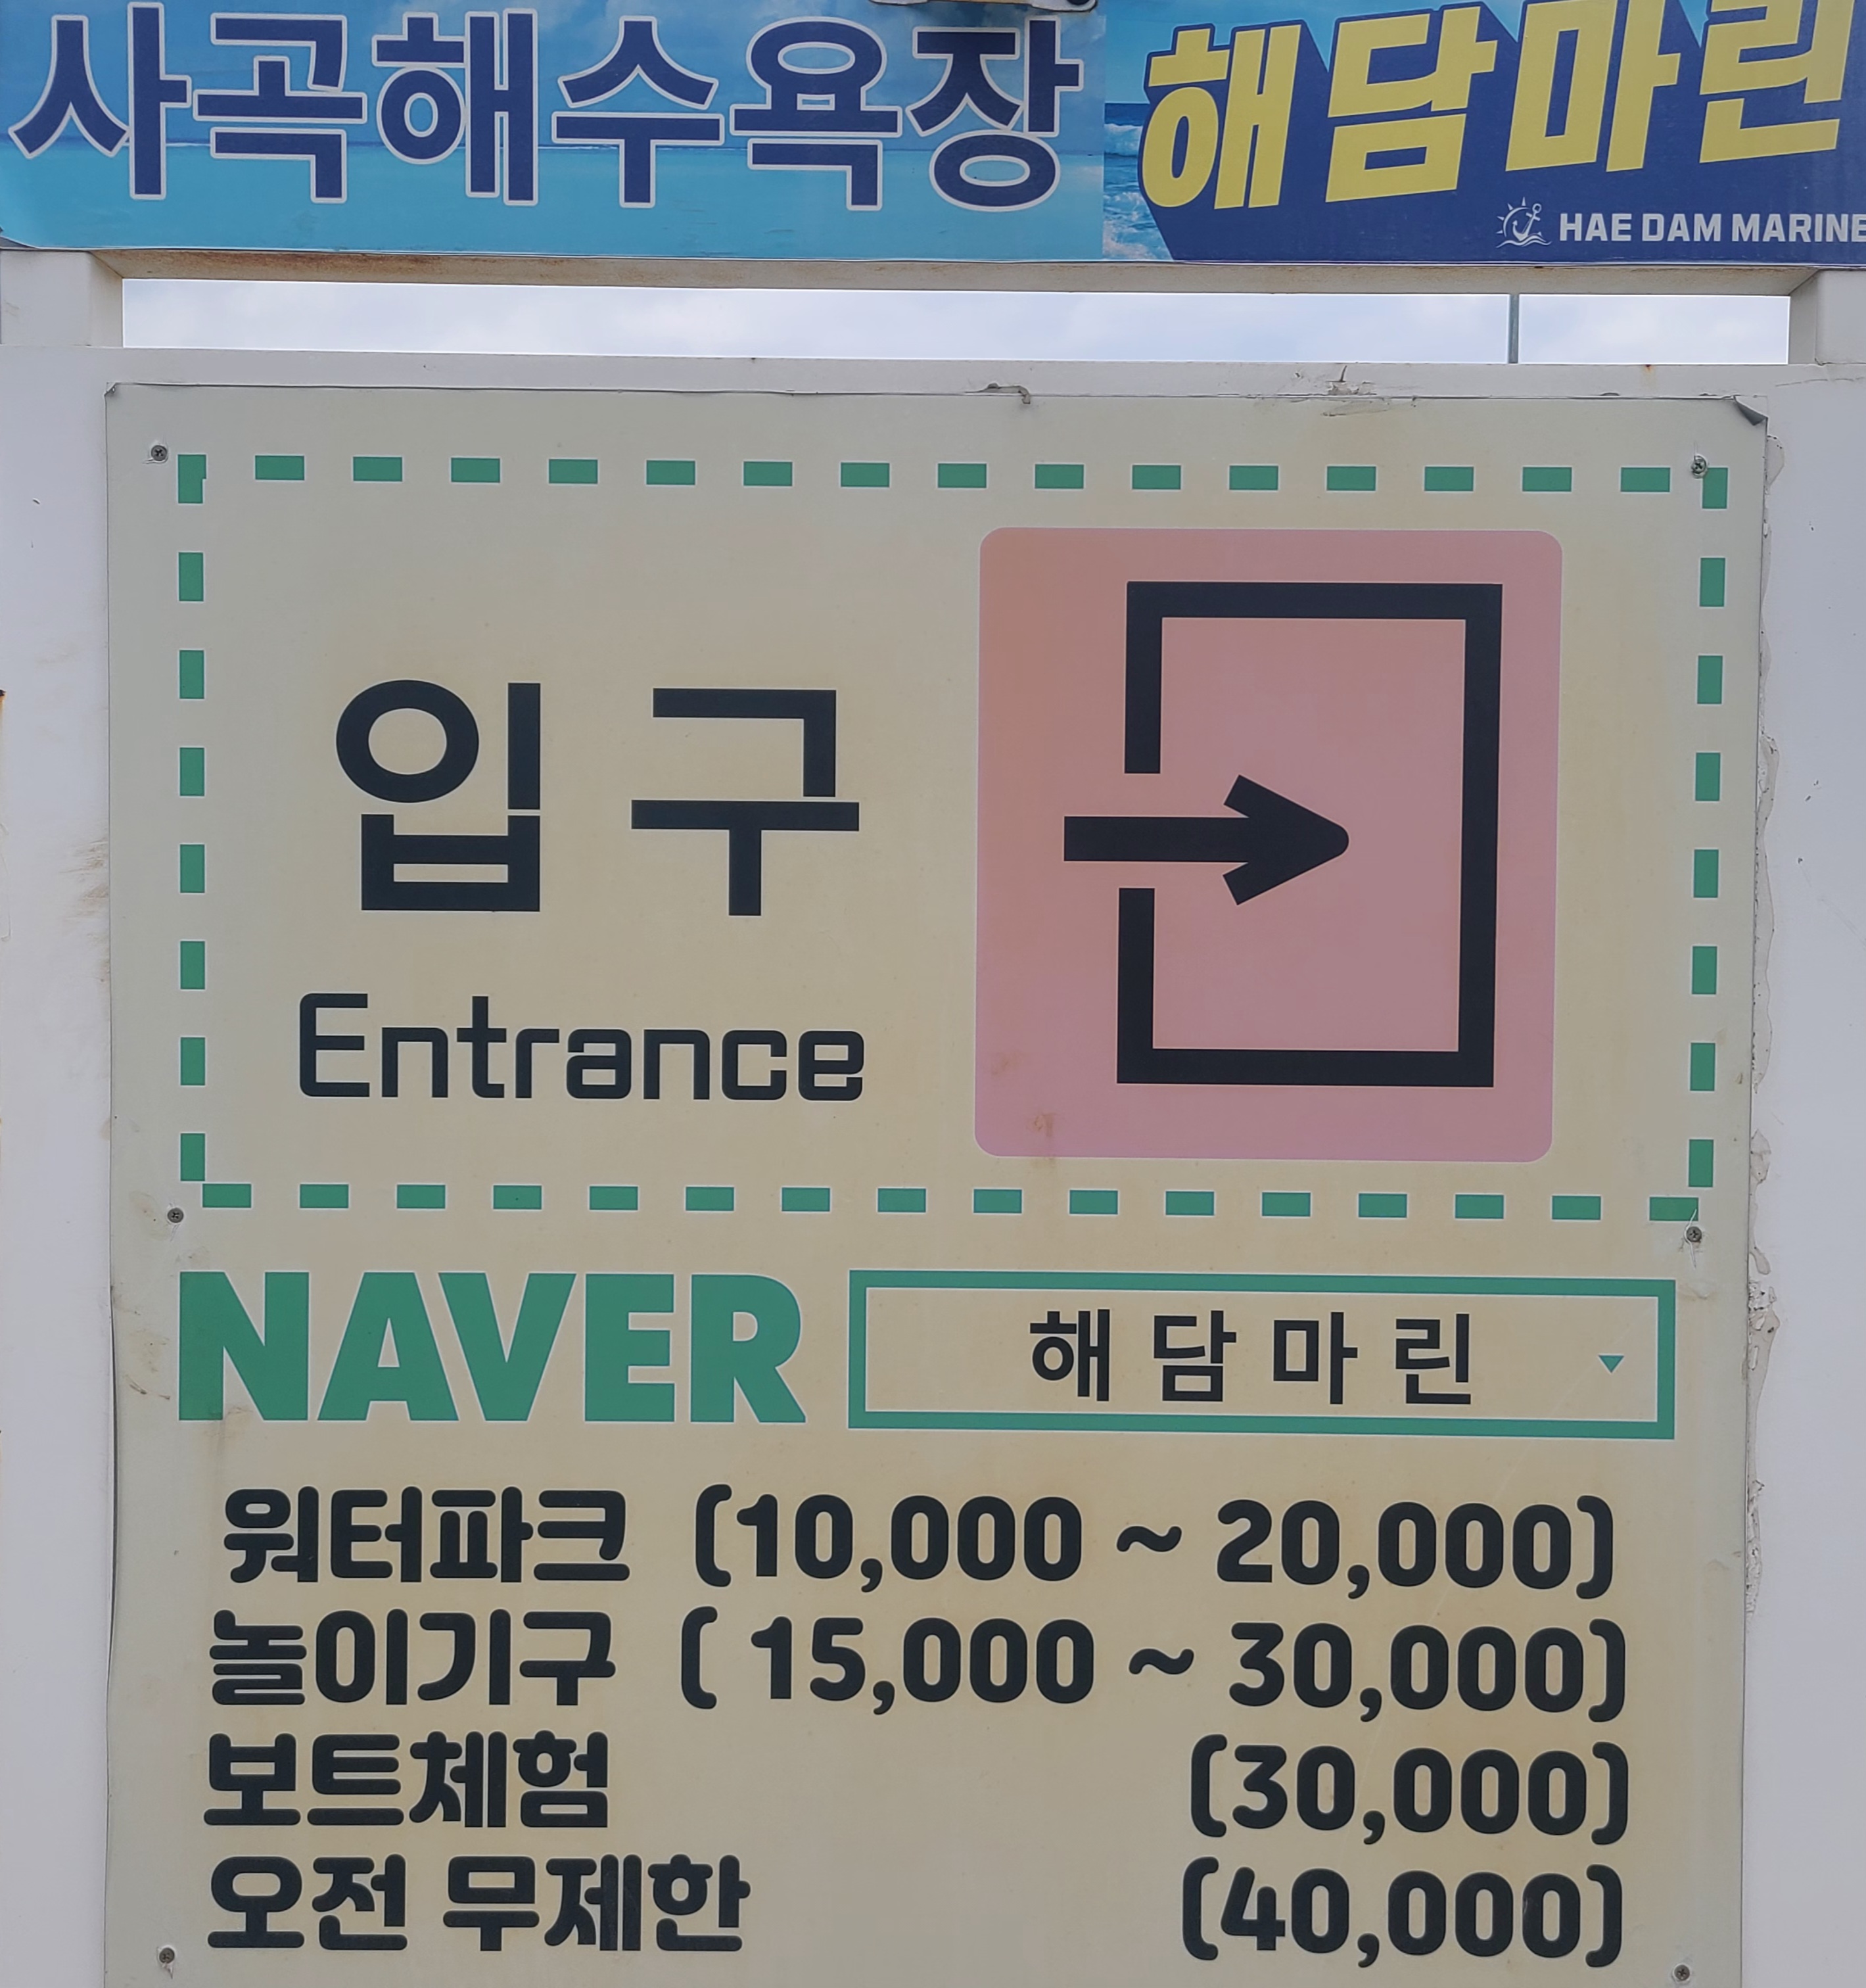 사곡해수욕장 해담마린
HAE DAM MARINE
입구
Entrance
NAVER 해담마린
워터파크 (10,000 ~ 20,000)
놀이기구 ( 15,000 ~ 30,000)
보트체험 (30,000)
오전 무제한 (40,000)